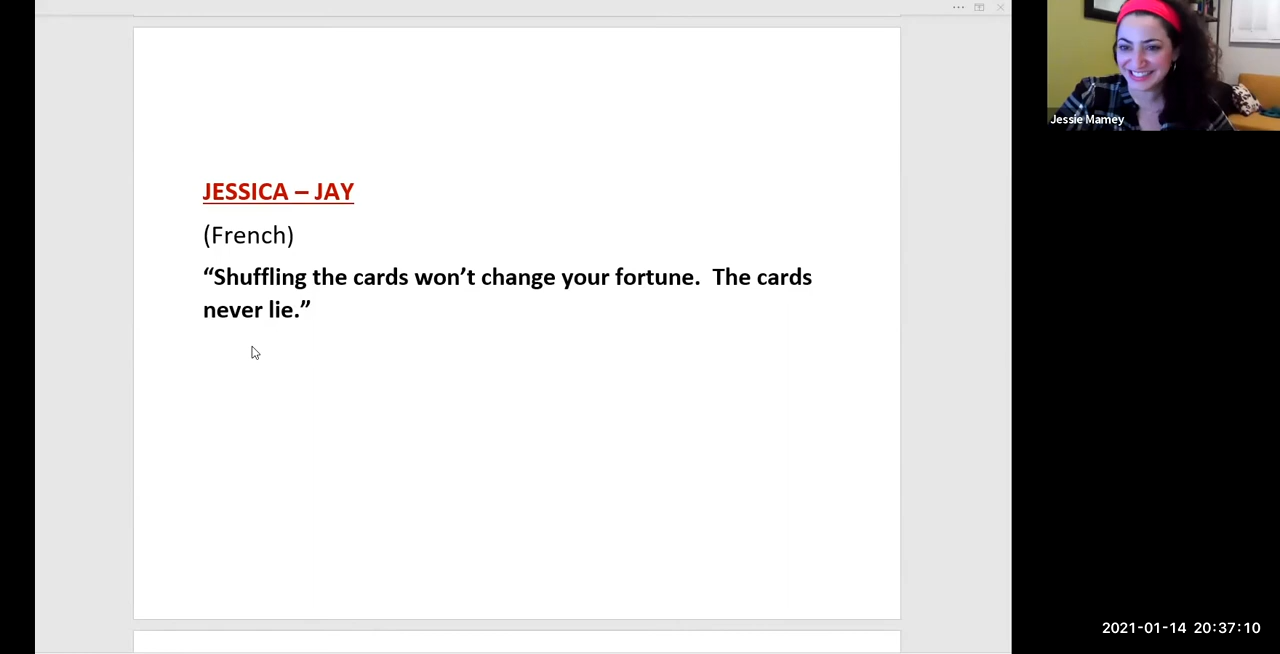 JESSICA – JAY
(French)
“Shuffling the cards won’t change your fortune.  The cards
never lie.”
Jessie Mamey
2021-01-14 20:37:10